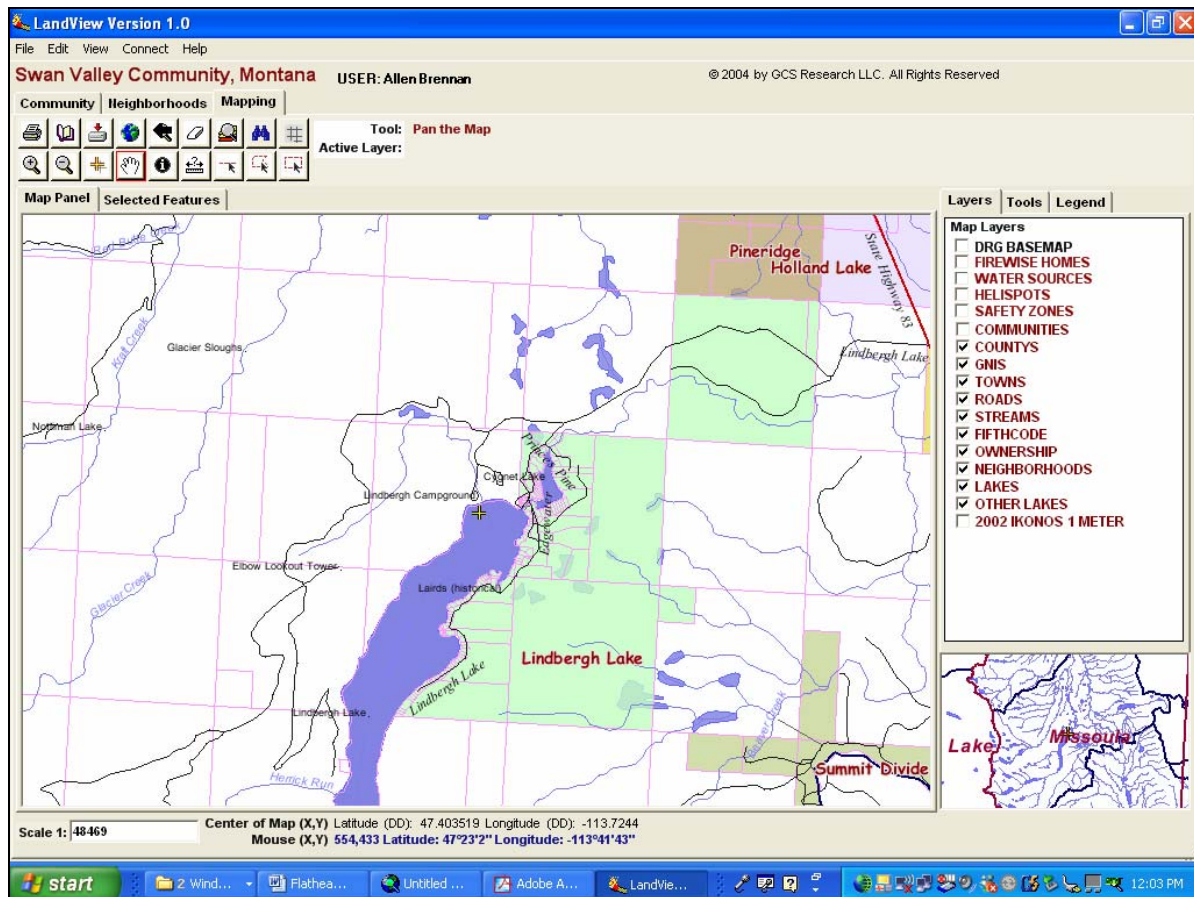 LandView Version 1.0
File Edit View Connect Help
Swan Valley Community, Montana
USER: Allen Brennan
© 2004 by GCS Research LLC. All Rights Reserved
Community Neighborhoods Mapping
Tool: Pan the Map
Active Layer:
Map Panel Selected Features
Layers Tools Legend
Map Layers
DRG BASEMAP
FIREWISE HOMES
WATER SOURCES
HELISPOTS
SAFETY ZONES
COMMUNITIES
COUNTYS
GNIS
TOWNS
ROADS
STREAMS
FIFTHCODE
OWNERSHIP
NEIGHBORHOODS
LAKES
OTHER LAKES
2002 IKONOS 1 METER
Pineridge
Holland Lake
State Highway 83
Lindbergh Lake
Kraft Creek
Glacier Sloughs
Nottman Lake
Princes Pine
Cygnet Lake
Lindbergh Campground
Edgewater
Elbow Lookout Tower
Lairds (historical)
Glacier Creek
Lindbergh Lake
Lindbergh Lake
Lindbergh Lake
Herrick Run
Beaver Creek
Summit Divide
Lake
Missoula
Scale 1: 48469
Center of Map (X,Y) Latitude (DD): 47.403519 Longitude (DD): -113.7244
Mouse (X,Y) 554,433 Latitude: 47°23'2" Longitude: -113°41'43"
start
2 Wind...
Flathea...
Untitled ...
Adobe A...
LandVie...
12:03 PM